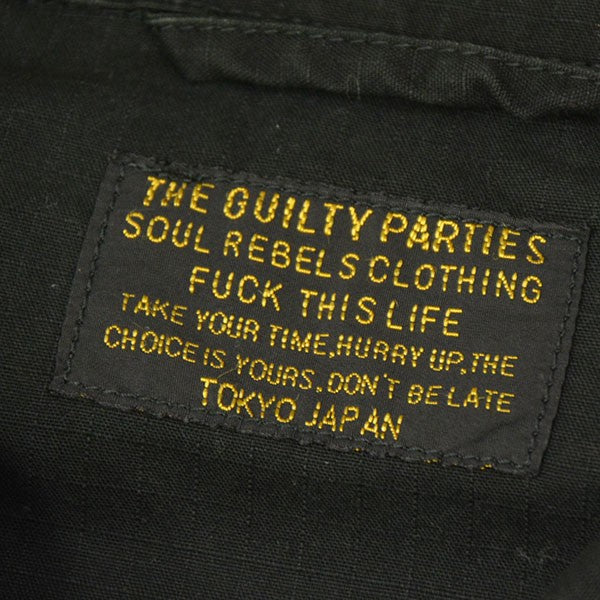 THE GUILTY PARTIES
SOUL REBELS CLOTHING
FUCK THIS LIFE
TAKE YOUR TIME, HURRY UP, THE
CHOICE IS YOURS, DON'T BE LATE
TOKYO JAPAN